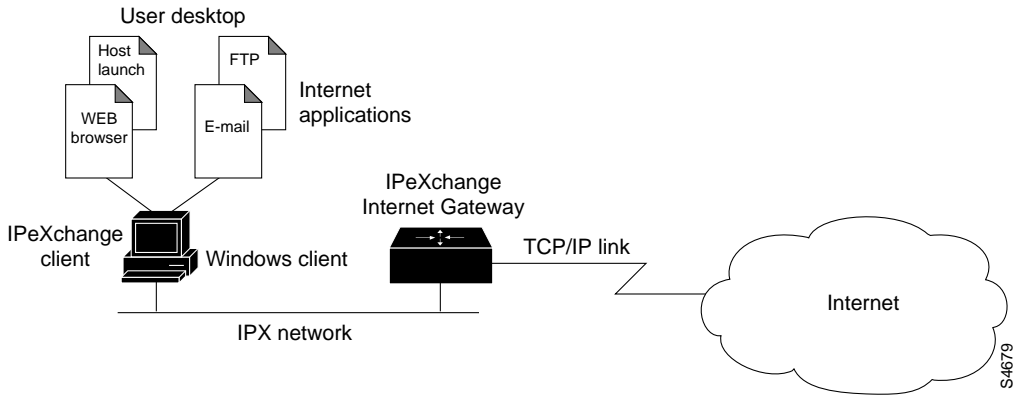 User desktop
Host
launch
FTP
WEB
browser
E-mail
Internet
applications
IPeXchange
Internet Gateway
IPeXchange
client
Windows client
TCP/IP link
Internet
IPX network
S4679